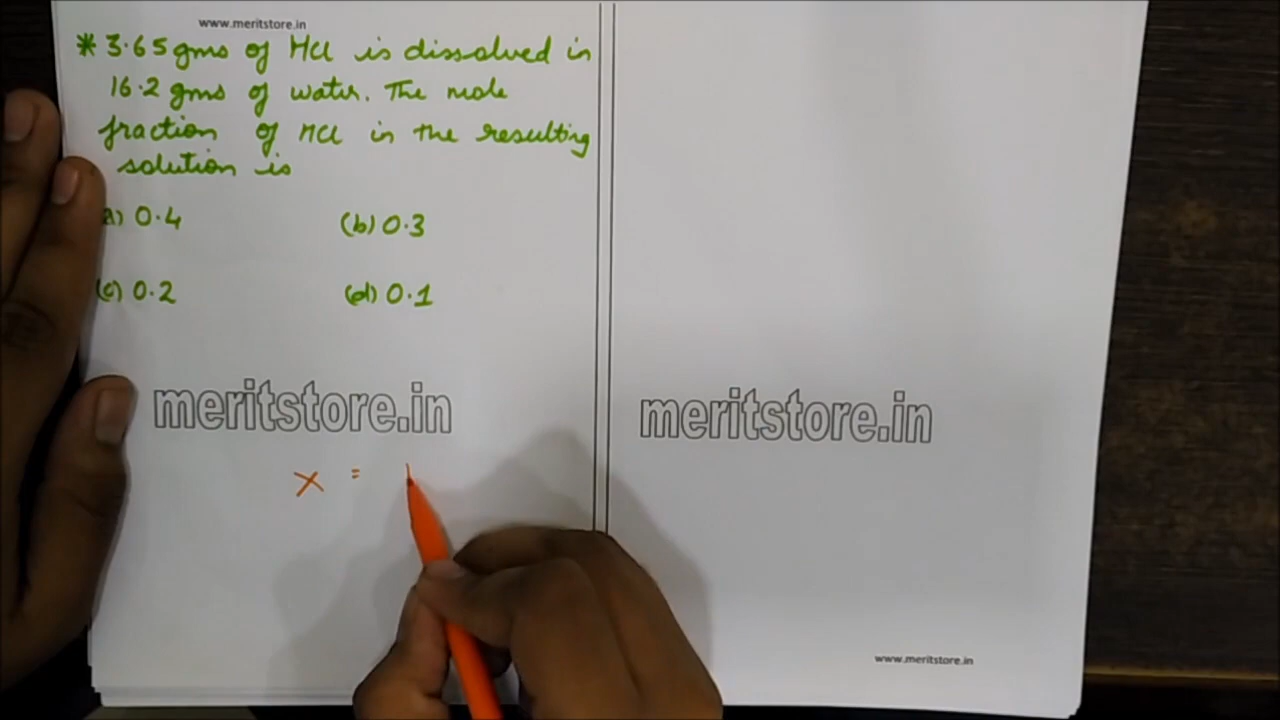 www.meritstore.in
* 3.65 gms of HCl is dissolved in
16.2 gms of water. The mole
fraction of HCl in the resulting
solution is
a) 0.4 (b) 0.3
(c) 0.2 (d) 0.1
meritstore.in meritstore.in
x =
www.meritstore.in